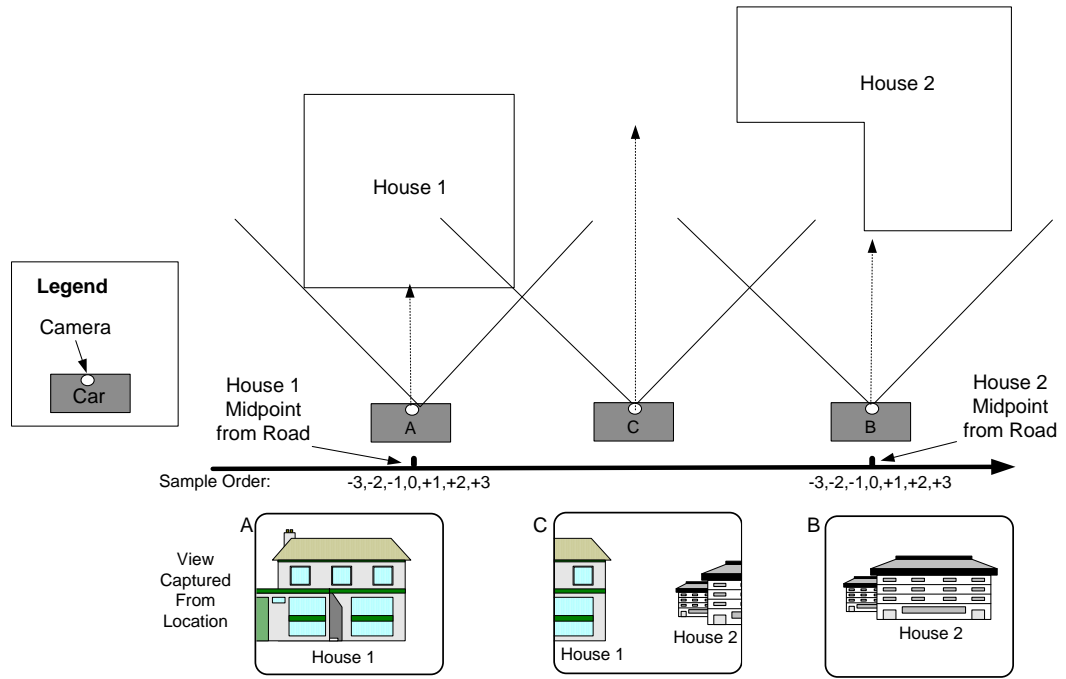 House 2
House 1
Legend
Camera
Car
House 1
Midpoint
from Road
House 2
Midpoint
from Road
A
C
B
Sample Order:
-3,-2,-1,0,+1,+2,+3
-3,-2,-1,0,+1,+2,+3
View
Captured
From
Location
A
House 1
C
House 1
House 2
B
House 2